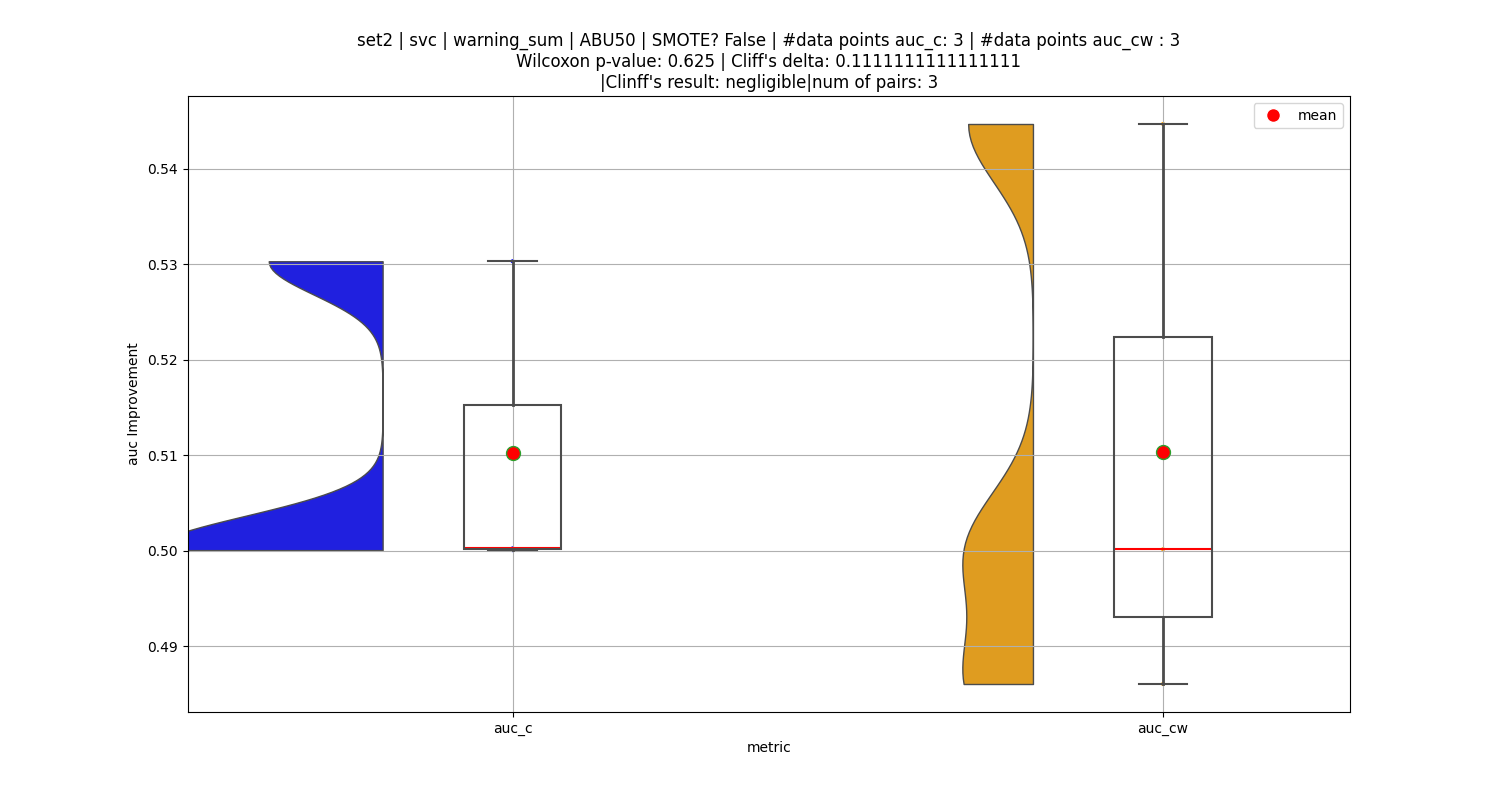 set2 | svc | warning_sum | ABU50 | SMOTE? False | #data points auc_c: 3 | #data points auc_cw : 3
Wilcoxon p-value: 0.625 | Cliff's delta: 0.1111111111111111
|Clinff's result: negligible|num of pairs: 3
mean
0.54
0.53
0.52
0.51
0.50
0.49
auc Improvement
auc_c
auc_cw
metric